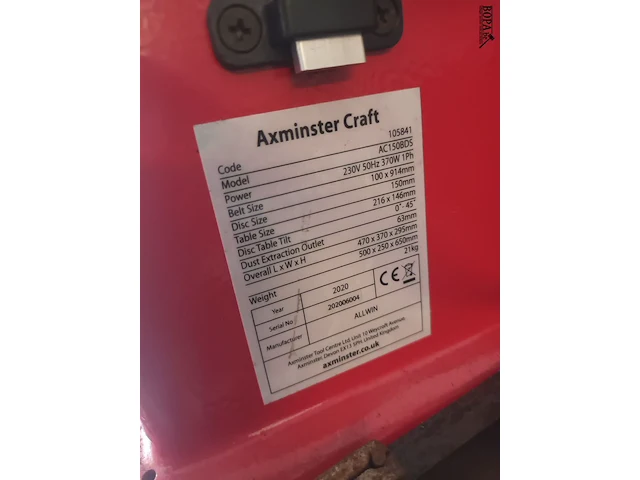 BOPA
Axminster Craft
Code 105841
Model AC150BDS
Power 230V 50Hz 370W 1Ph
Belt Size 100 x 914mm
Disc Size 150mm
Table Size 216 x 146mm
Disc Table Tilt 0°- 45°
Dust Extraction Outlet 63mm
Overall L x W x H 470 x 370 x 295mm
500 x 250 x 650mm
Weight 21kg
Year 2020
Serial No 202006004
CE
Manufacturer ALLWIN
Axminster Tool Centre Ltd, Unit 10 Weycroft Avenue,
Axminster, Devon EX13 5PH, United Kingdom
axminster.co.uk